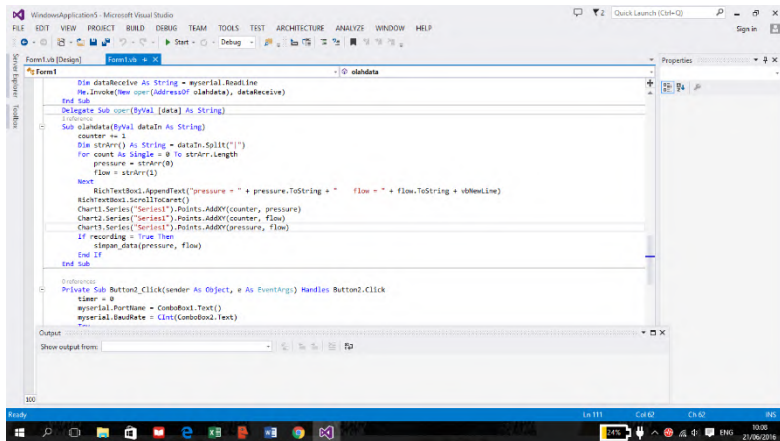 WindowsApplication5 - Microsoft Visual Studio
2 Quick Launch (Ctrl+Q)
FILE EDIT VIEW PROJECT BUILD DEBUG TEAM TOOLS TEST ARCHITECTURE ANALYZE WINDOW HELP
Sign in
Start Debug
Server Explorer
Toolbox
Form1.vb [Design] Form1.vb
Form1 olahdata
Dim dataReceive As String = myserial.ReadLine
Me.Invoke(New oper(AddressOf olahdata), dataReceive)
End Sub
Delegate Sub oper(ByVal [data] As String)
1 reference
Sub olahdata(ByVal dataIn As String)
counter += 1
Dim strArr() As String = dataIn.Split("|")
For count As Single = 0 To strArr.Length
pressure = strArr(0)
flow = strArr(1)
Next
RichTextBox1.AppendText("pressure = " + pressure.ToString + " flow = " + flow.ToString + vbNewLine)
RichTextBox1.ScrollToCaret()
Chart1.Series("Series1").Points.AddXY(counter, pressure)
Chart2.Series("Series1").Points.AddXY(counter, flow)
Chart3.Series("Series1").Points.AddXY(pressure, flow)
If recording = True Then
simpan_data(pressure, flow)
End If
End Sub
0 references
Private Sub Button2_Click(sender As Object, e As EventArgs) Handles Button2.Click
timer = 0
myserial.PortName = ComboBox1.Text()
myserial.BaudRate = CInt(ComboBox2.Text)
Properties
Output
Show output from:
100
Ready Ln 111 Col 62 Ch 62 INS
24% ENG 10:08
21/06/2016